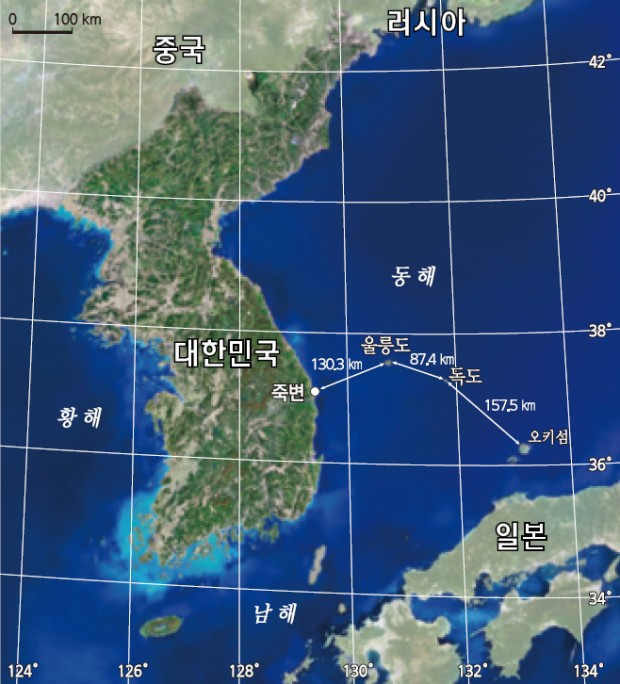 0 100 km
러시아
중국
42°
40°
동해
38°
울릉도
대한민국
130.3 km
87.4 km
독도
죽변
157.5 km
황해
오키섬
36°
일본
34°
남해
124°
126°
128°
130°
132°
134°